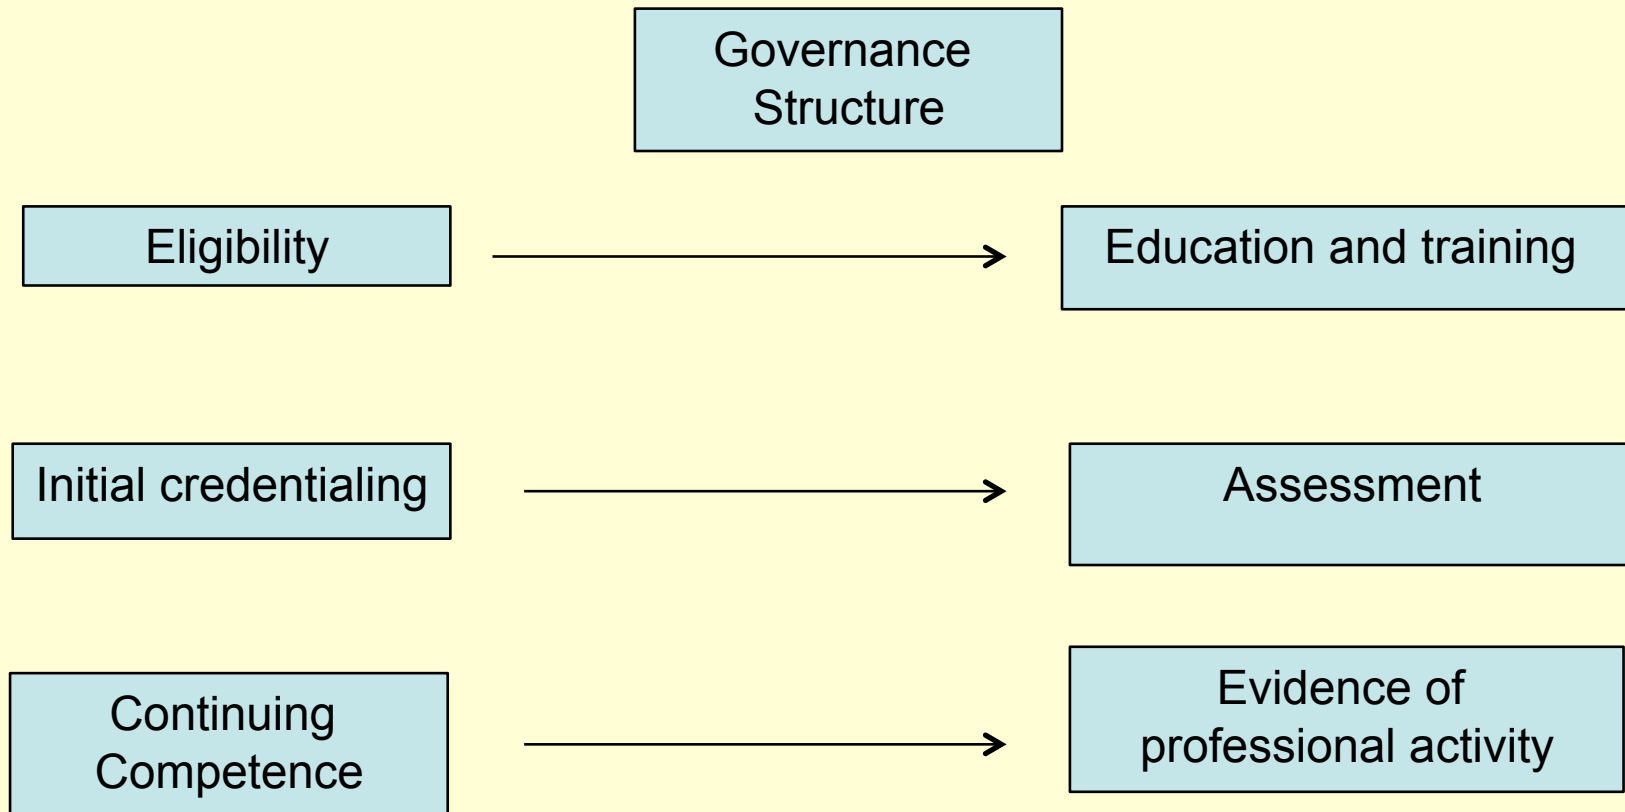 Governance
Structure
Eligibility
Education and training
Initial credentialing
Assessment
Continuing
Competence
Evidence of
professional activity